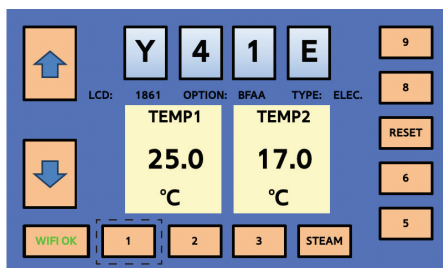 Y 4 1 E
LCD: 1861 OPTION: BFAA TYPE: ELEC.
TEMP1 TEMP2
25.0 17.0
°C °C
9
8
RESET
6
5
WIFI OK 1 2 3 STEAM